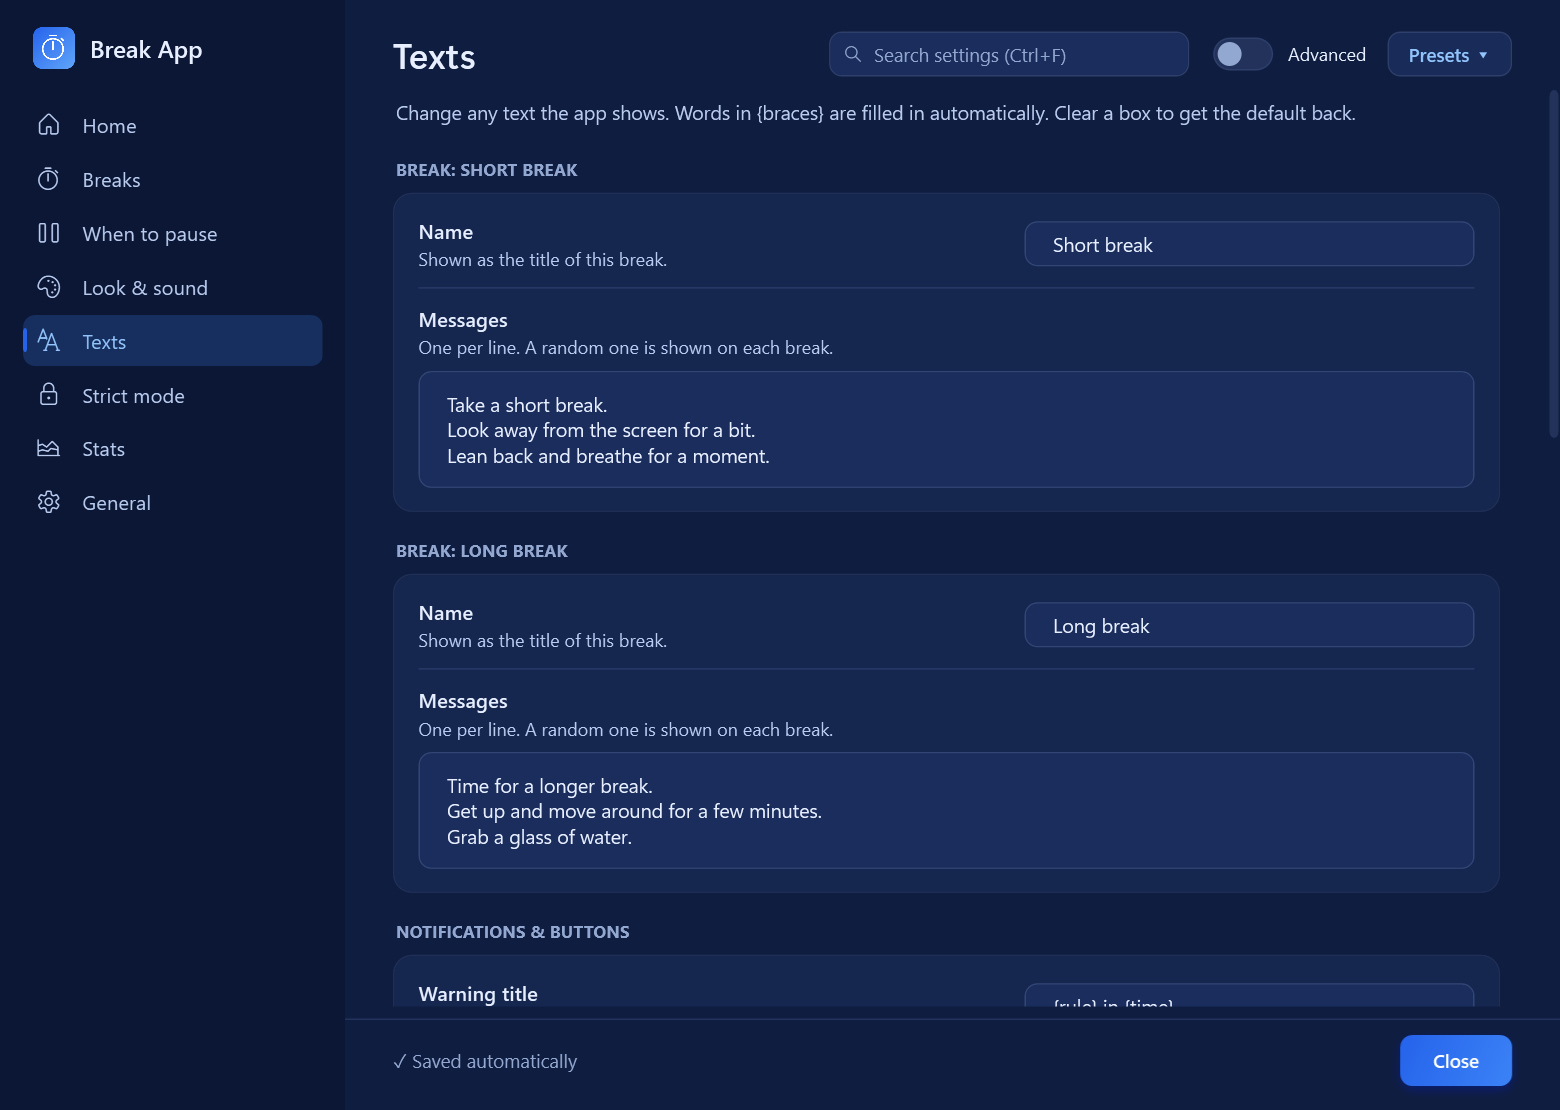 Break App
Home
Breaks
When to pause
Look & sound
Texts
Strict mode
Stats
General
Texts
Search settings (Ctrl+F)
Advanced
Presets
Change any text the app shows. Words in {braces} are filled in automatically. Clear a box to get the default back.
BREAK: SHORT BREAK
Name
Shown as the title of this break.
Short break
Messages
One per line. A random one is shown on each break.
Take a short break.
Look away from the screen for a bit.
Lean back and breathe for a moment.
BREAK: LONG BREAK
Name
Shown as the title of this break.
Long break
Messages
One per line. A random one is shown on each break.
Time for a longer break.
Get up and move around for a few minutes.
Grab a glass of water.
NOTIFICATIONS & BUTTONS
Warning title
{rule} in {time}
✓ Saved automatically
Close